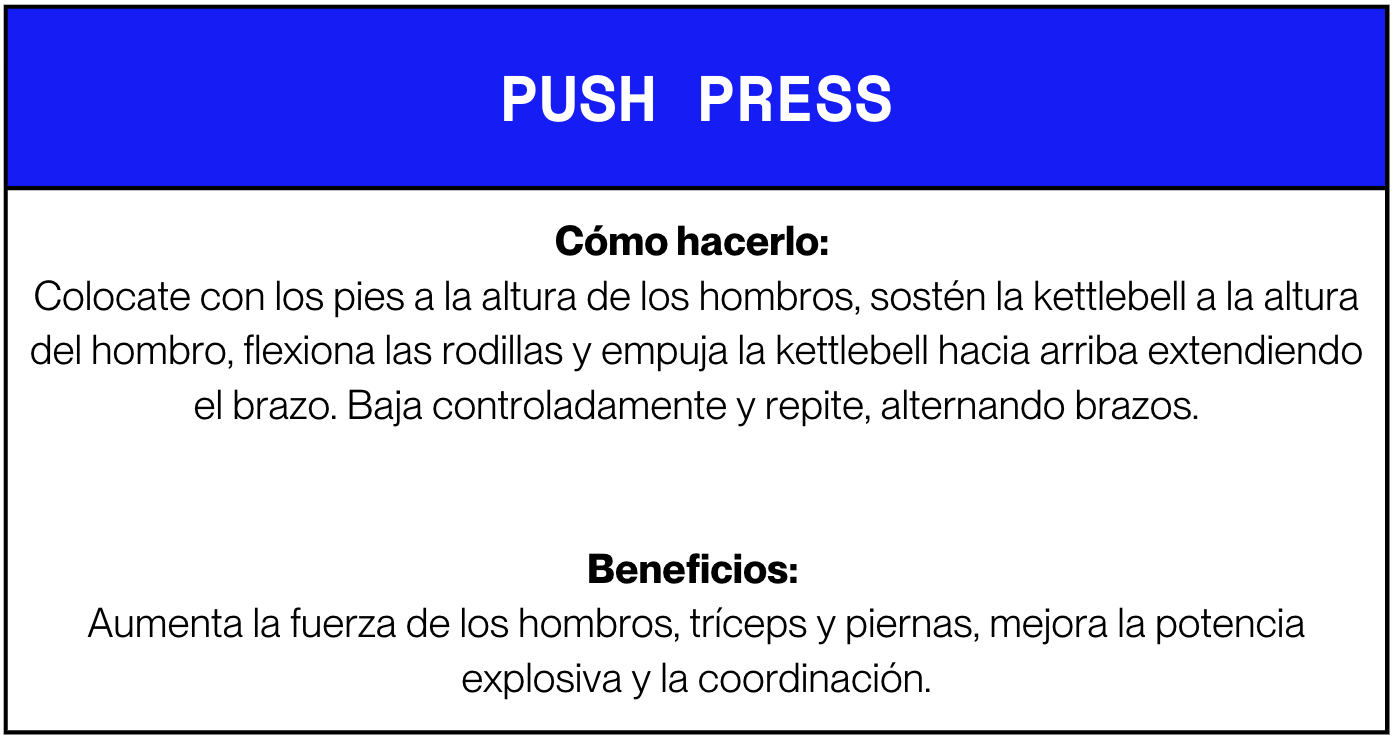 PUSH PRESS
Cómo hacerlo:
Colocate con los pies a la altura de los hombros, sostén la kettlebell a la altura
del hombro, flexiona las rodillas y empuja la kettlebell hacia arriba extendiendo
el brazo. Baja controladamente y repite, alternando brazos.
Beneficios:
Aumenta la fuerza de los hombros, tríceps y piernas, mejora la potencia
explosiva y la coordinación.